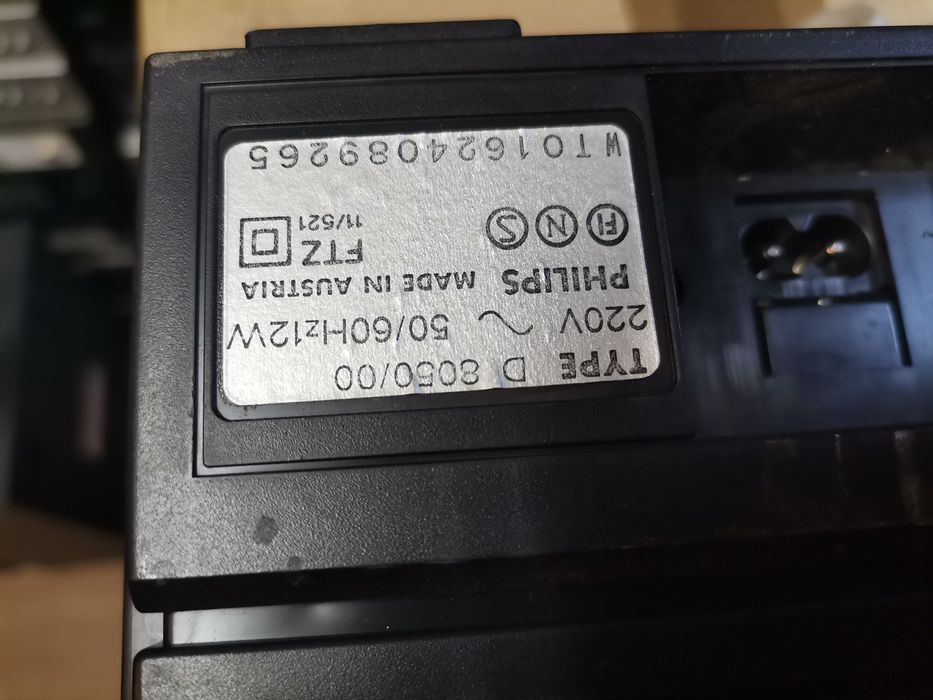 TYPE D 8050/00
220V ~ 50/60Hz12W
PHILIPS MADE IN AUSTRIA
FI N S FTZ
11/521
WT01624089265